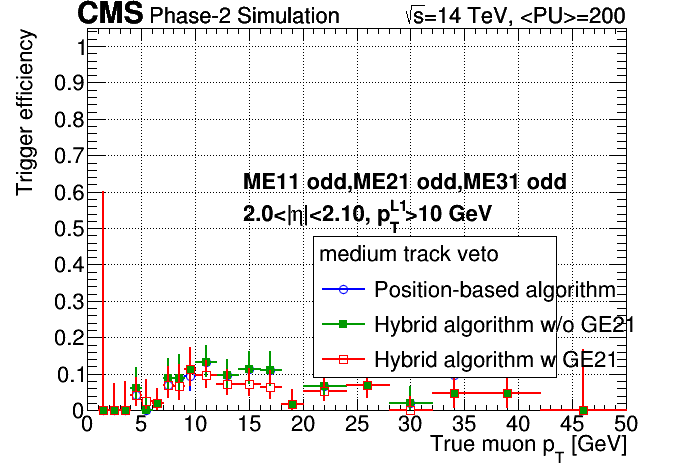 CMS Phase-2 Simulation √s=14 TeV, <PU>=200
Trigger efficiency
1
0.9
0.8
0.7
0.6
0.5
0.4
0.3
0.2
0.1
0
ME11 odd,ME21 odd,ME31 odd
2.0<|η|<2.10, p_T^L1>10 GeV
medium track veto
Position-based algorithm
Hybrid algorithm w/o GE21
Hybrid algorithm w GE21
0 5 10 15 20 25 30 35 40 45 50
True muon p_T [GeV]